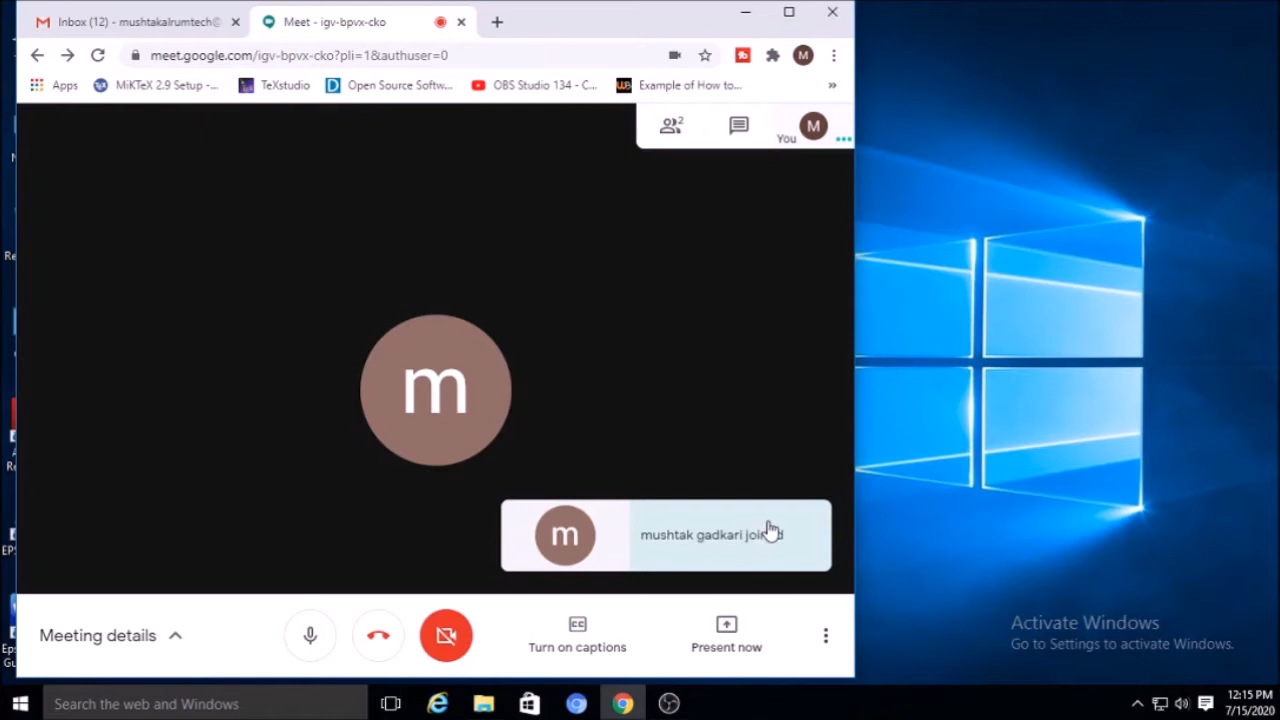 Inbox (12) - mushtakalrumtech@
Meet - igv-bpvx-cko
meet.google.com/igv-bpvx-cko?pli=1&authuser=0
M
Apps
MiKTeX 2.9 Setup -...
TeXstudio
Open Source Softw...
OBS Studio 134 - C...
Example of How to...
»
2
You
M
m
m
mushtak gadkari joined
Meeting details
CC
Turn on captions
Present now
Activate Windows
Go to Settings to activate Windows.
Search the web and Windows
12:15 PM
7/15/2020